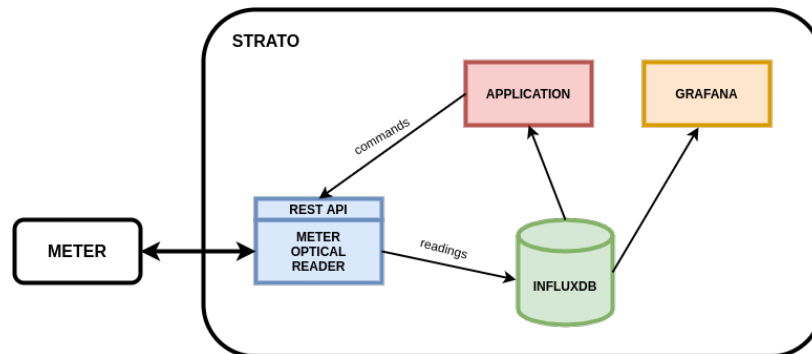 STRATO
APPLICATION
GRAFANA
commands
REST API
METER
OPTICAL
READER
METER
readings
INFLUXDB